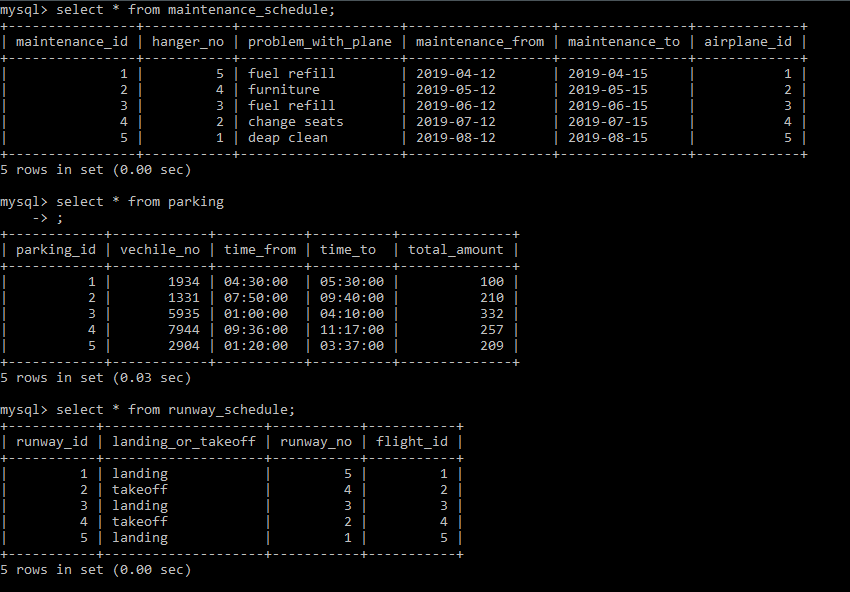 mysql> select * from maintenance_schedule;
+----------------+-----------+--------------------+------------------+----------------+-------------+
| maintenance_id | hanger_no | problem_with_plane | maintenance_from | maintenance_to | airplane_id |
+----------------+-----------+--------------------+------------------+----------------+-------------+
|              1 |         5 | fuel refill        | 2019-04-12       | 2019-04-15     |           1 |
|              2 |         4 | furniture          | 2019-05-12       | 2019-05-15     |           2 |
|              3 |         3 | fuel refill        | 2019-06-12       | 2019-06-15     |           3 |
|              4 |         2 | change seats       | 2019-07-12       | 2019-07-15     |           4 |
|              5 |         1 | deap clean         | 2019-08-12       | 2019-08-15     |           5 |
+----------------+-----------+--------------------+------------------+----------------+-------------+
5 rows in set (0.00 sec)
mysql> select * from parking
    -> ;
+------------+------------+-----------+----------+--------------+
| parking_id | vechile_no | time_from | time_to  | total_amount |
+------------+------------+-----------+----------+--------------+
|          1 |       1934 | 04:30:00  | 05:30:00 |          100 |
|          2 |       1331 | 07:50:00  | 09:40:00 |          210 |
|          3 |       5935 | 01:00:00  | 04:10:00 |          332 |
|          4 |       7944 | 09:36:00  | 11:17:00 |          257 |
|          5 |       2904 | 01:20:00  | 03:37:00 |          209 |
+------------+------------+-----------+----------+--------------+
5 rows in set (0.03 sec)
mysql> select * from runway_schedule;
+-----------+--------------------+-----------+-----------+
| runway_id | landing_or_takeoff | runway_no | flight_id |
+-----------+--------------------+-----------+-----------+
|         1 | landing            |         5 |         1 |
|         2 | takeoff            |         4 |         2 |
|         3 | landing            |         3 |         3 |
|         4 | takeoff            |         2 |         4 |
|         5 | landing            |         1 |         5 |
+-----------+--------------------+-----------+-----------+
5 rows in set (0.00 sec)